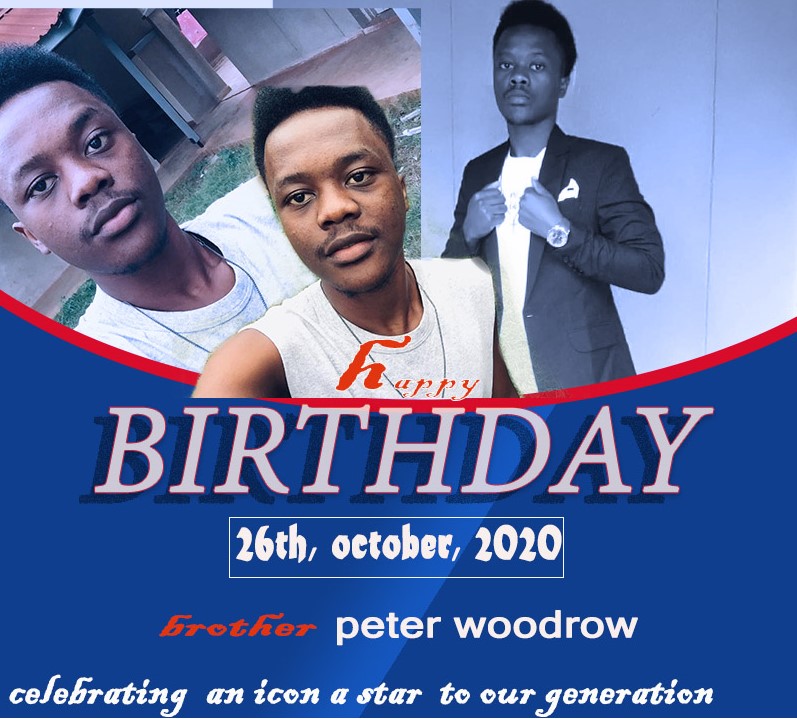 happy
BIRTHDAY
26th, october, 2020
brother peter woodrow
celebrating an icon a star to our generation